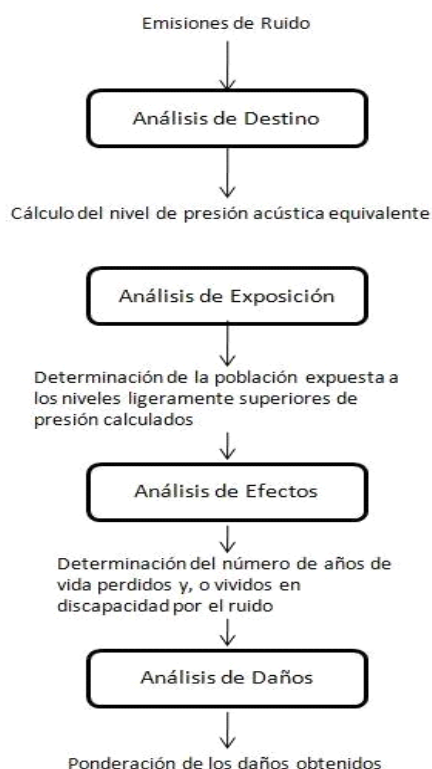 Emisiones de Ruido
Análisis de Destino
Cálculo del nivel de presión acústica equivalente
Análisis de Exposición
Determinación de la población expuesta a
los niveles ligeramente superiores de
presión calculados
Análisis de Efectos
Determinación del número de años de
vida perdidos y, o vividos en
discapacidad por el ruido
Análisis de Daños
Ponderación de los daños obtenidos